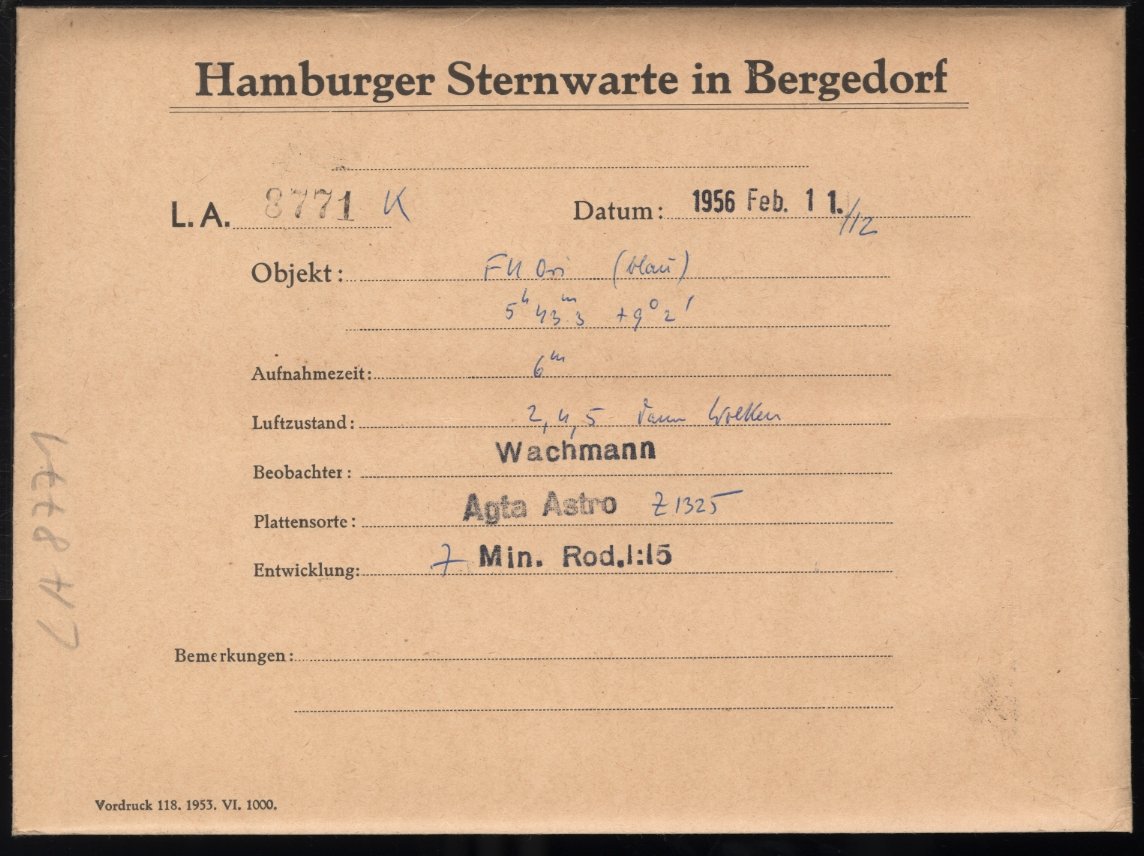 Hamburger Sternwarte in Bergedorf
L.A. 8771 K Datum: 1956 Feb. 11./12
Objekt: FU Ori (blau)
5h 43m3 +9° 2'
Aufnahmezeit: 6m
Luftzustand: 2, 4, 5 dann Wolken
Beobachter: Wachmann
Plattensorte: Agfa Astro Z1325
Entwicklung: 7 Min. Rod. 1:15
Bemerkungen:
Vordruck 118. 1953. VI. 1000.
LA 8771